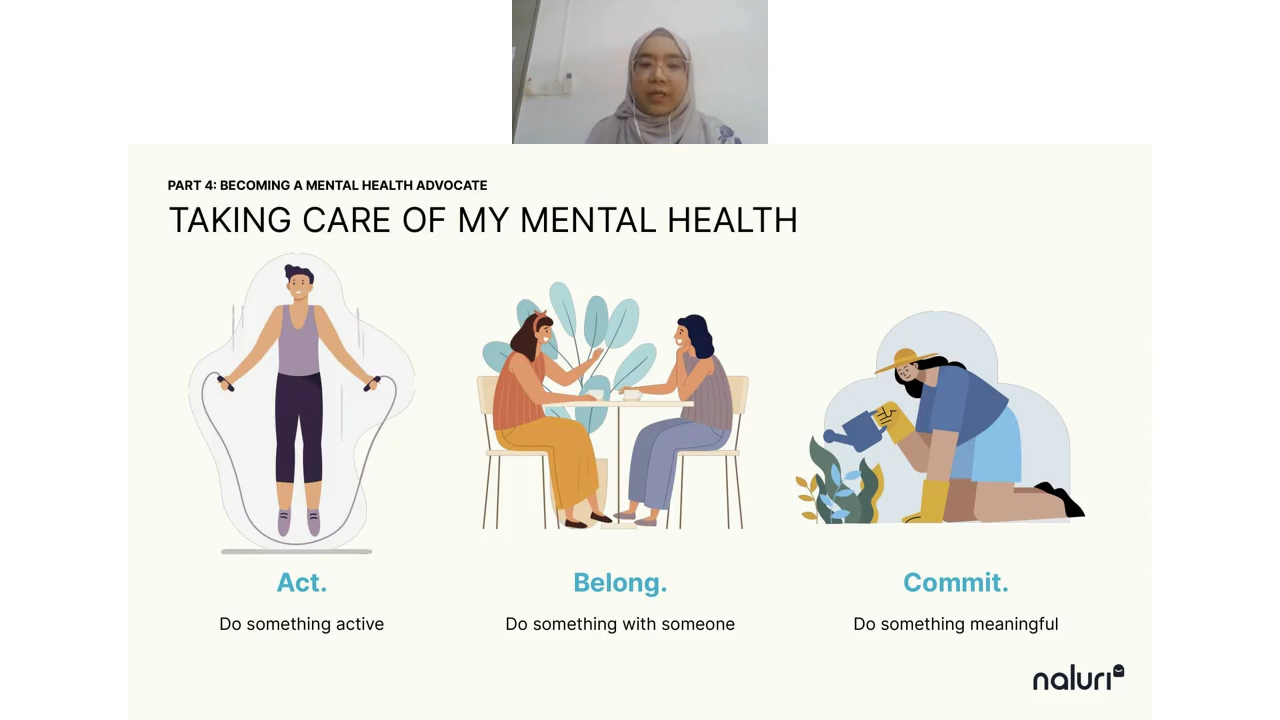 PART 4: BECOMING A MENTAL HEALTH ADVOCATE
TAKING CARE OF MY MENTAL HEALTH
Act.
Do something active
Belong.
Do something with someone
Commit.
Do something meaningful
naluri